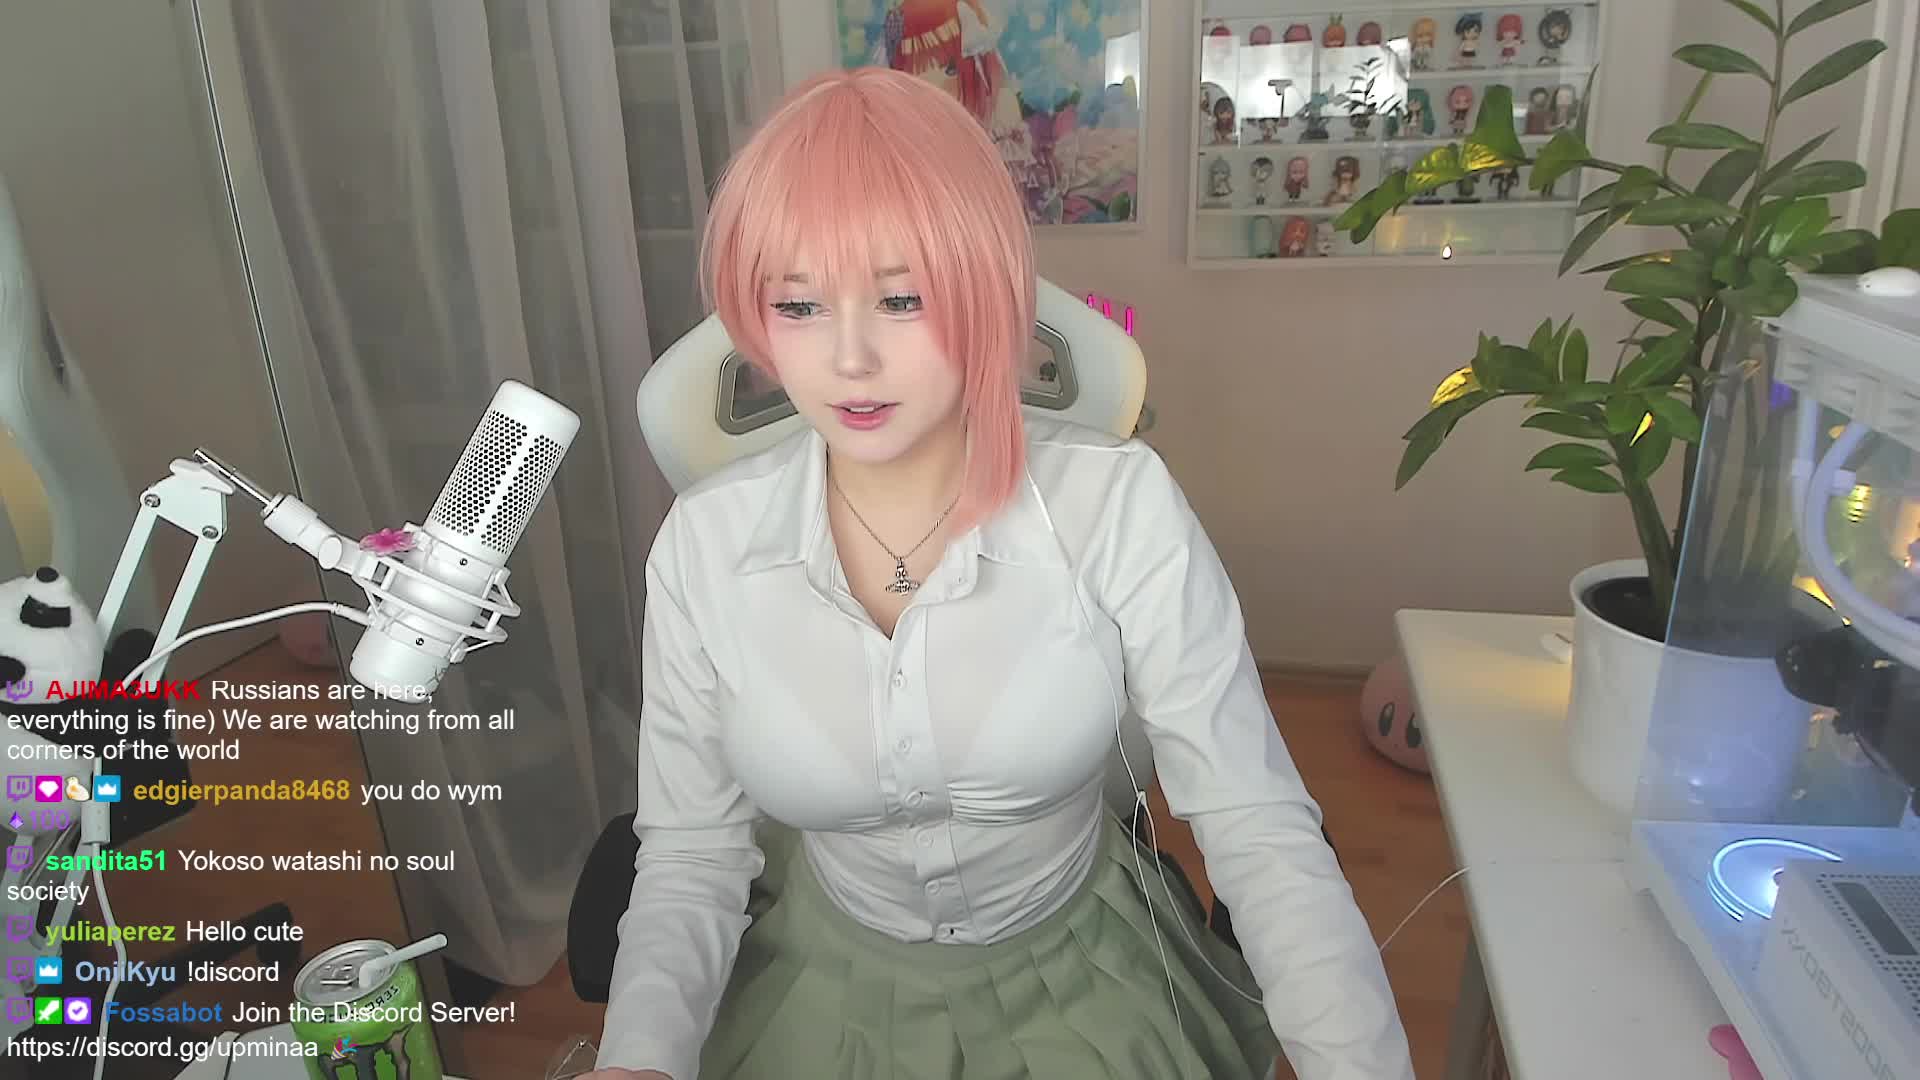 AJIMA3UKK Russians are here,
everything is fine) We are watching from all
corners of the world
edgierpanda8468 you do wym
100
sandita51 Yokoso watashi no soul
society
yuliaperez Hello cute
OniiKyu !discord
Fossabot Join the Discord Server!
https://discord.gg/upminaa
ZERO